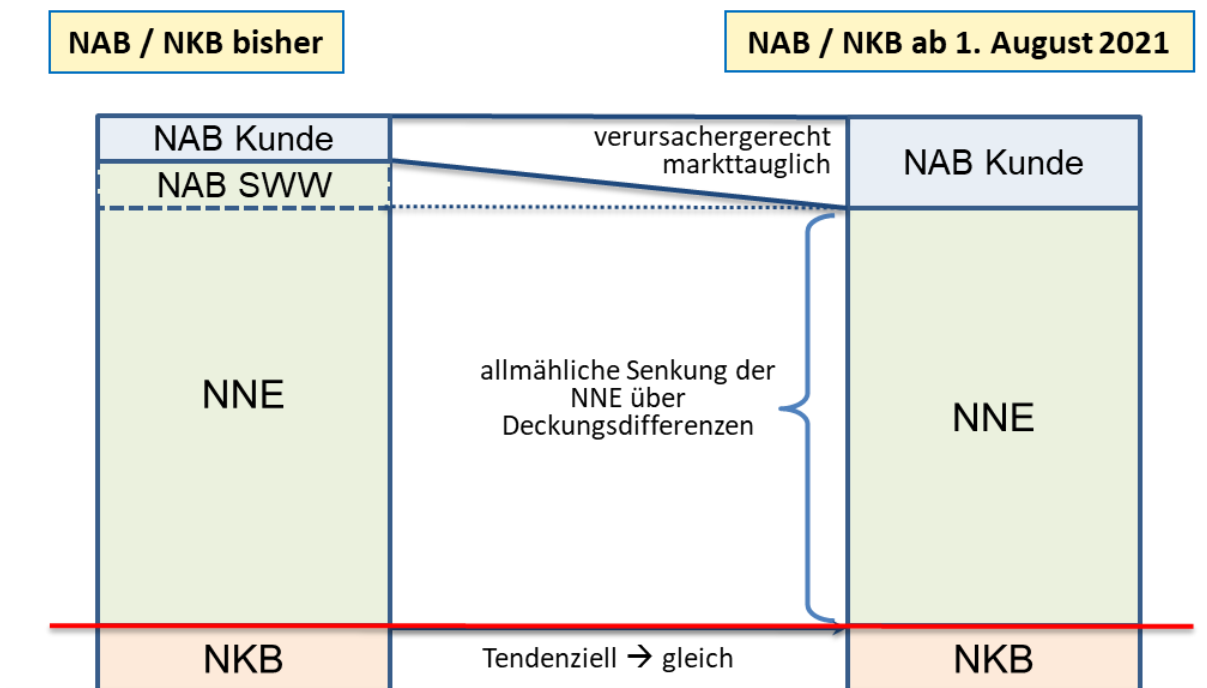 NAB / NKB bisher
NAB / NKB ab 1. August 2021
NAB Kunde
NAB SWW
NNE
NKB
verursachergerecht
markttauglich
allmähliche Senkung der
NNE über
Deckungsdifferenzen
Tendenziell → gleich
NAB Kunde
NNE
NKB